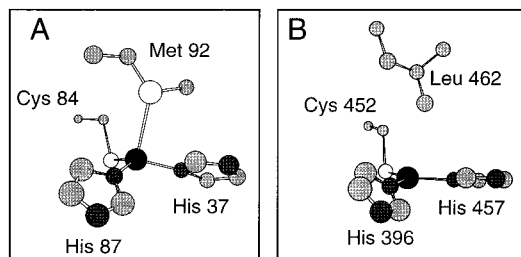 A
Met 92
Cys 84
His 37
His 87
B
Leu 462
Cys 452
His 457
His 396